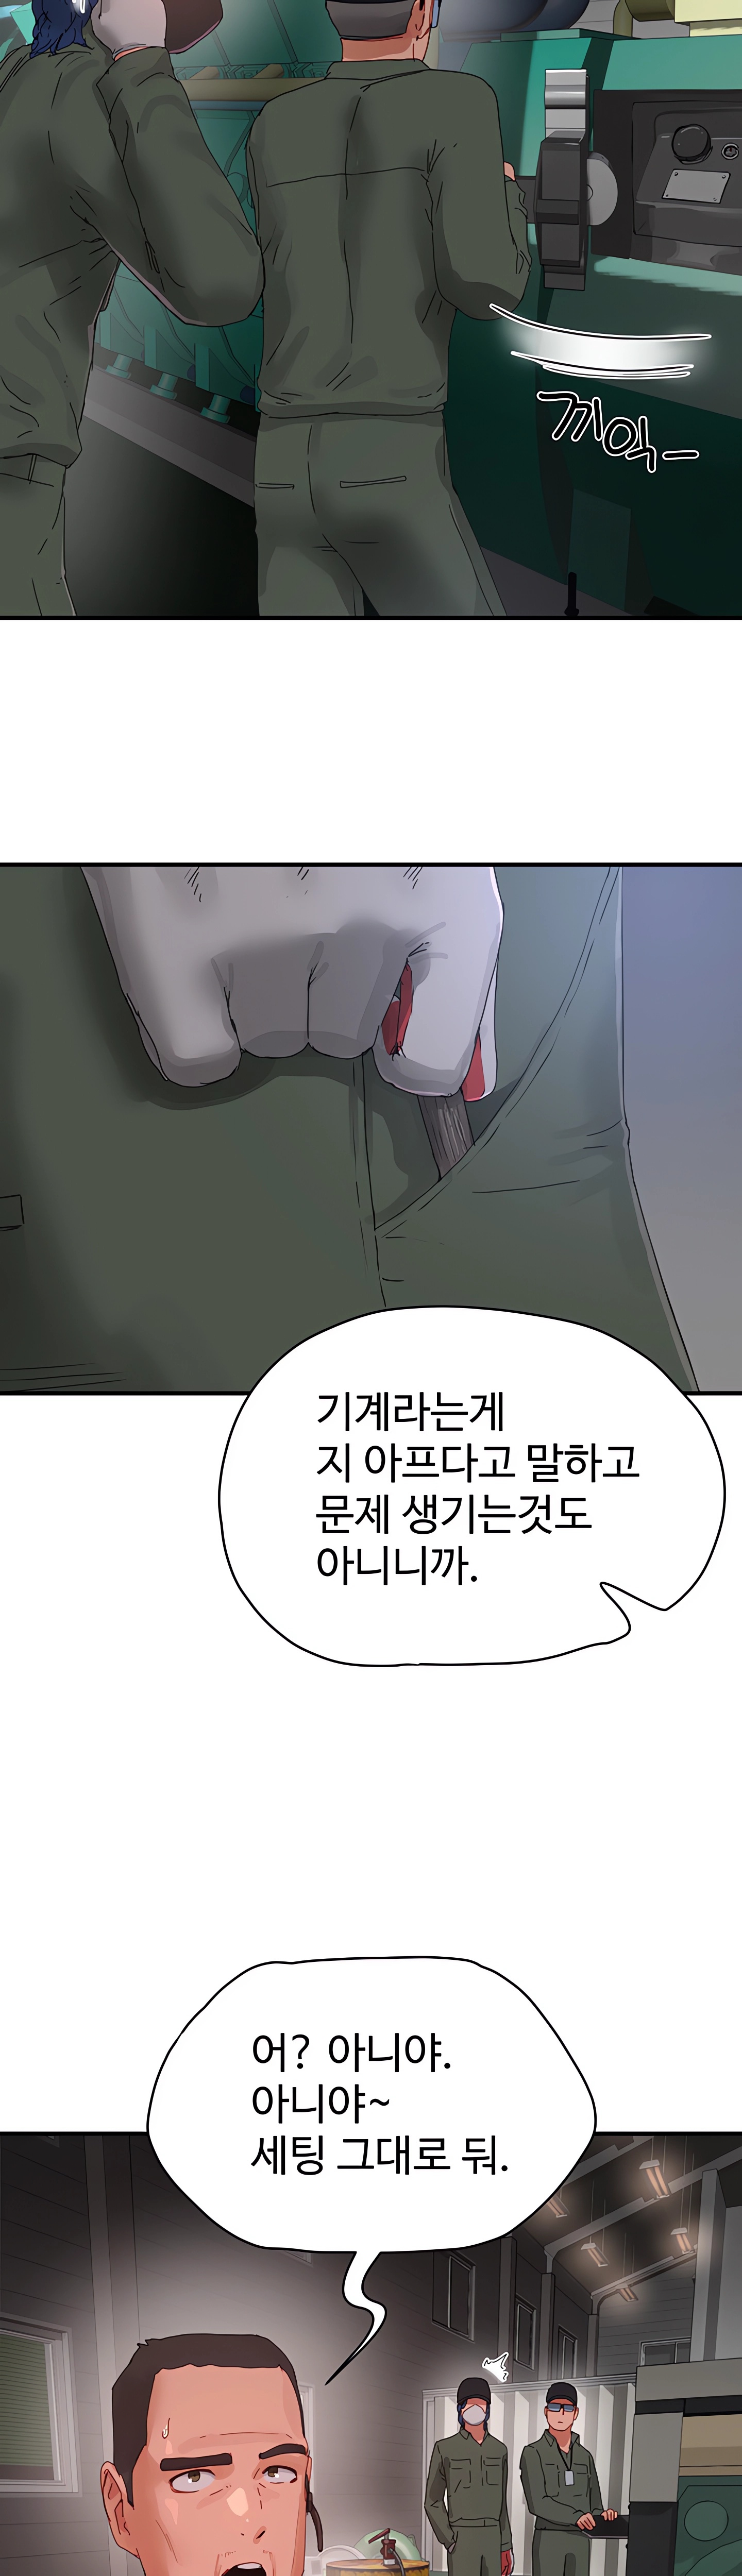 끼익-
기계라는게
지 아프다고 말하고
문제 생기는것도
아니니까.
어? 아니야.
아니야~
세팅 그대로 둬.